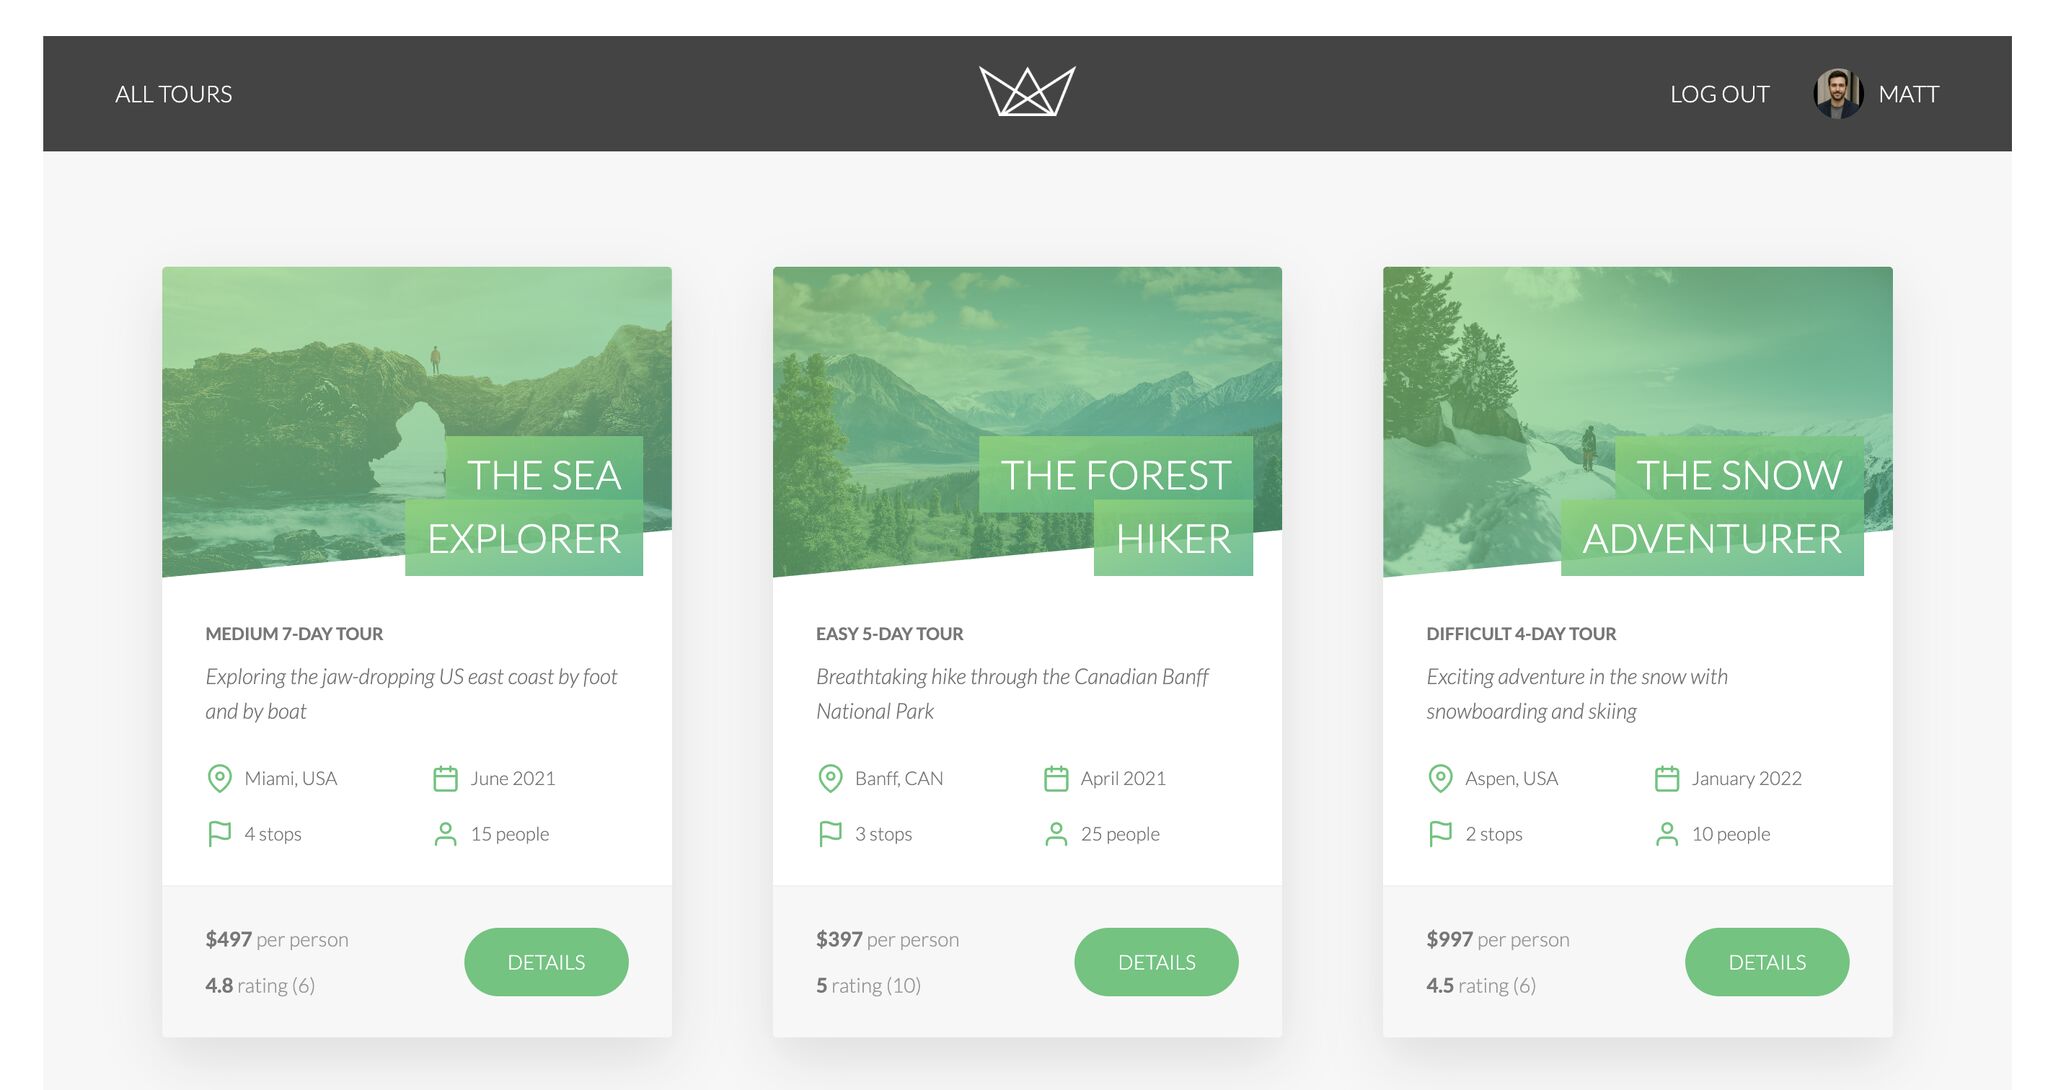 ALL TOURS
LOG OUT
MATT
THE SEA
EXPLORER
MEDIUM 7-DAY TOUR
Exploring the jaw-dropping US east coast by foot
and by boat
Miami, USA
June 2021
4 stops
15 people
$497 per person
4.8 rating (6)
DETAILS
THE FOREST
HIKER
EASY 5-DAY TOUR
Breathtaking hike through the Canadian Banff
National Park
Banff, CAN
April 2021
3 stops
25 people
$397 per person
5 rating (10)
DETAILS
THE SNOW
ADVENTURER
DIFFICULT 4-DAY TOUR
Exciting adventure in the snow with
snowboarding and skiing
Aspen, USA
January 2022
2 stops
10 people
$997 per person
4.5 rating (6)
DETAILS